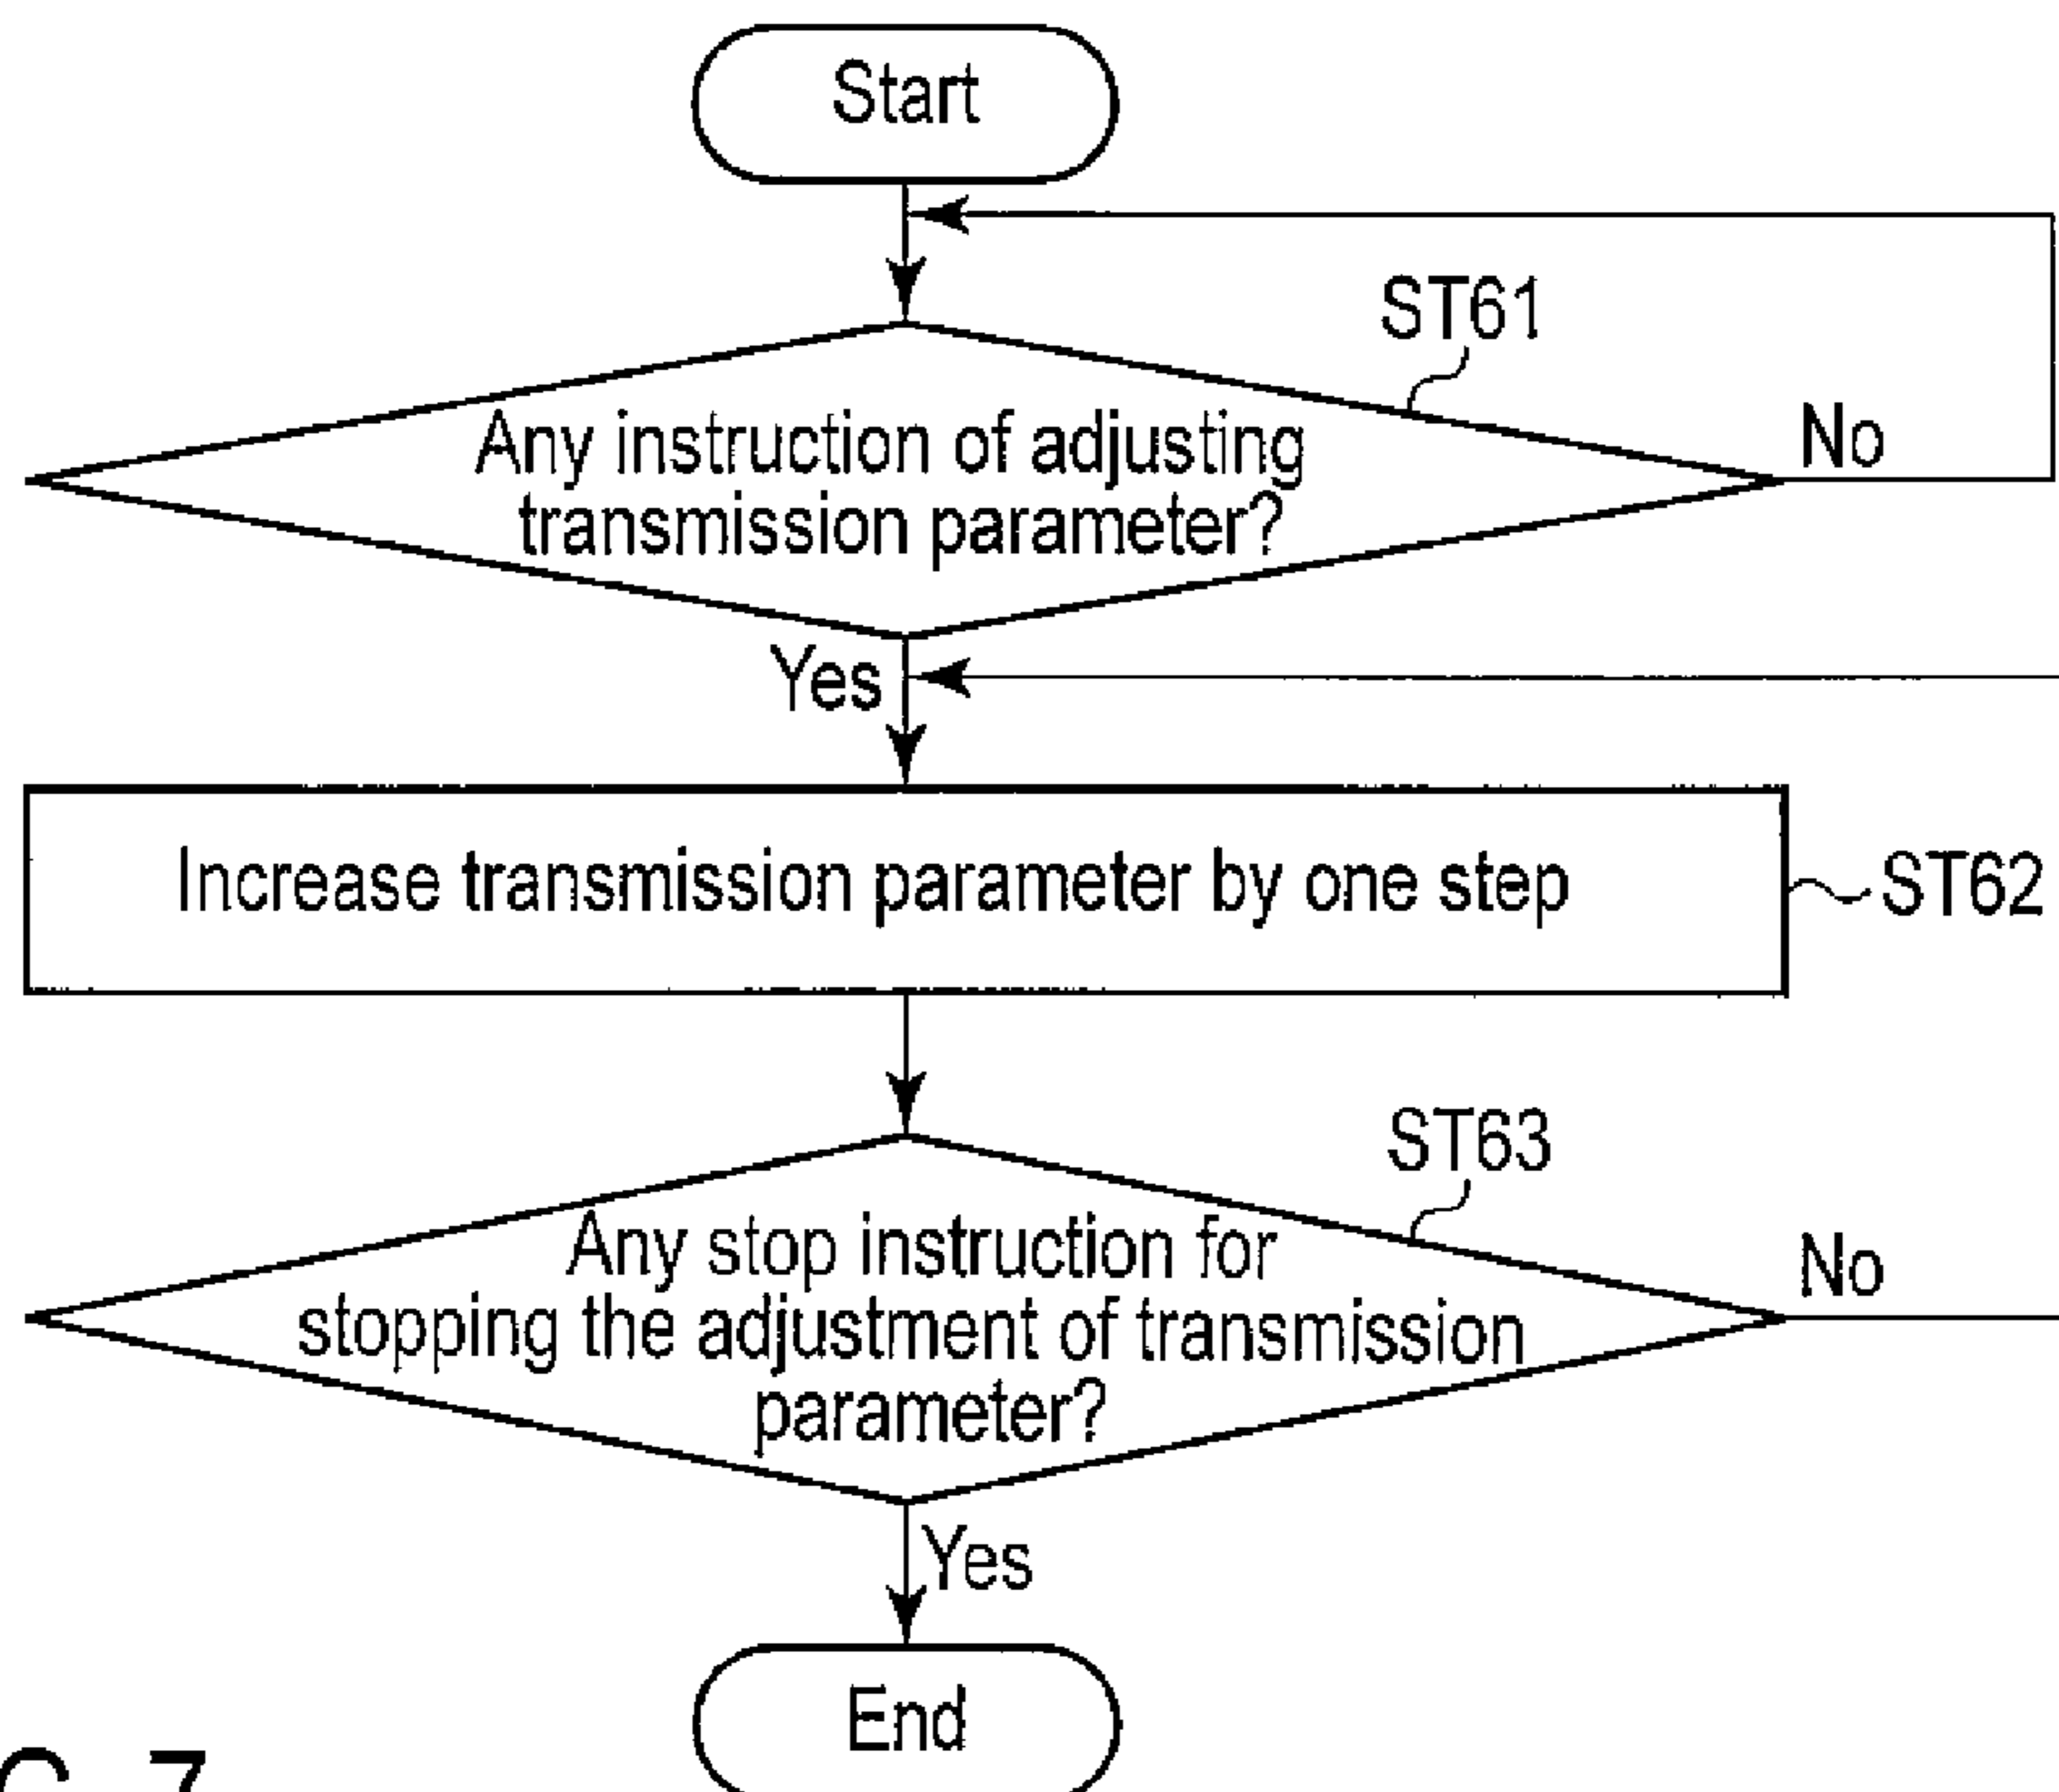 Start
ST61
Any instruction of adjusting
transmission parameter?
No
Yes
Increase transmission parameter by one step
ST62
ST63
Any stop instruction for
stopping the adjustment of transmission
parameter?
No
Yes
End
7